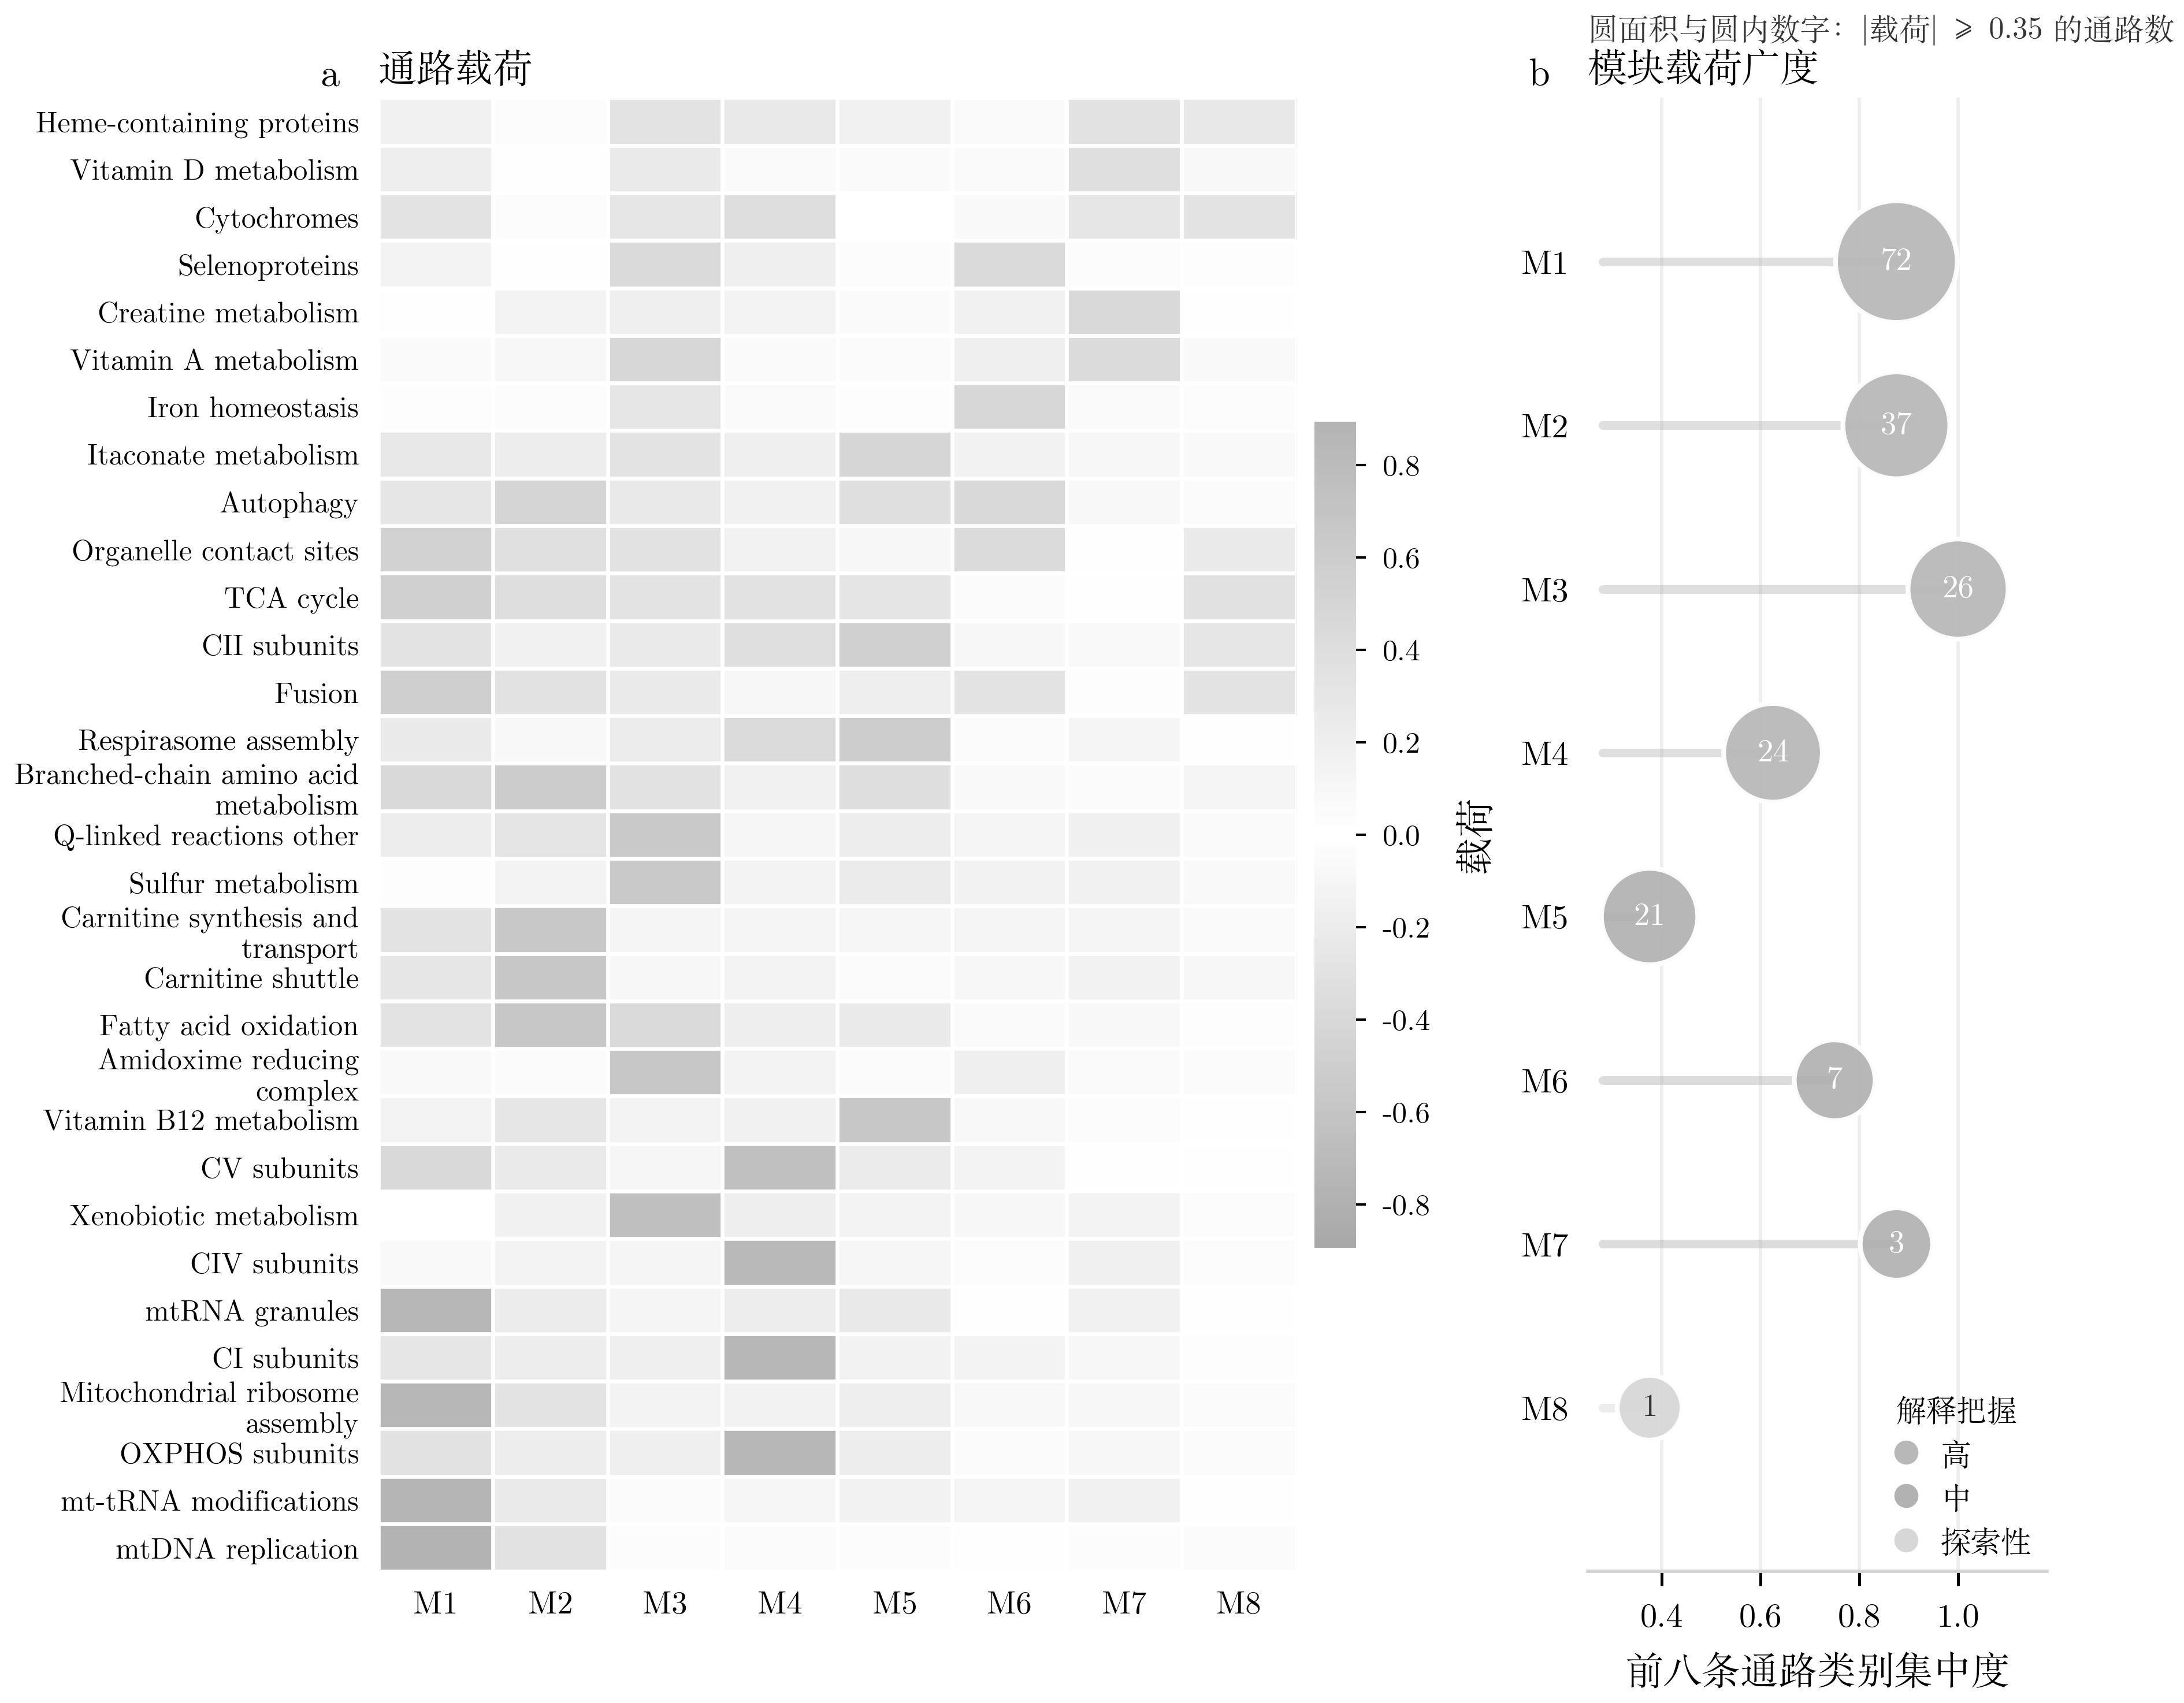 圆面积与圆内数字：|载荷| ⩾ 0.35 的通路数
a 通路载荷
b 模块载荷广度
Heme-containing proteins
Vitamin D metabolism
Cytochromes
Selenoproteins
Creatine metabolism
Vitamin A metabolism
Iron homeostasis
Itaconate metabolism
Autophagy
Organelle contact sites
TCA cycle
CII subunits
Fusion
Respirasome assembly
Branched-chain amino acid
metabolism
Q-linked reactions other
Sulfur metabolism
Carnitine synthesis and
transport
Carnitine shuttle
Fatty acid oxidation
Amidoxime reducing
complex
Vitamin B12 metabolism
CV subunits
Xenobiotic metabolism
CIV subunits
mtRNA granules
CI subunits
Mitochondrial ribosome
assembly
OXPHOS subunits
mt-tRNA modifications
mtDNA replication
M1 M2 M3 M4 M5 M6 M7 M8
0.8
0.6
0.4
0.2
0.0
-0.2
-0.4
-0.6
-0.8
载荷
M1 72
M2 37
M3 26
M4 24
M5 21
M6 7
M7 3
M8 1
解释把握
高
中
探索性
0.4 0.6 0.8 1.0
前八条通路类别集中度